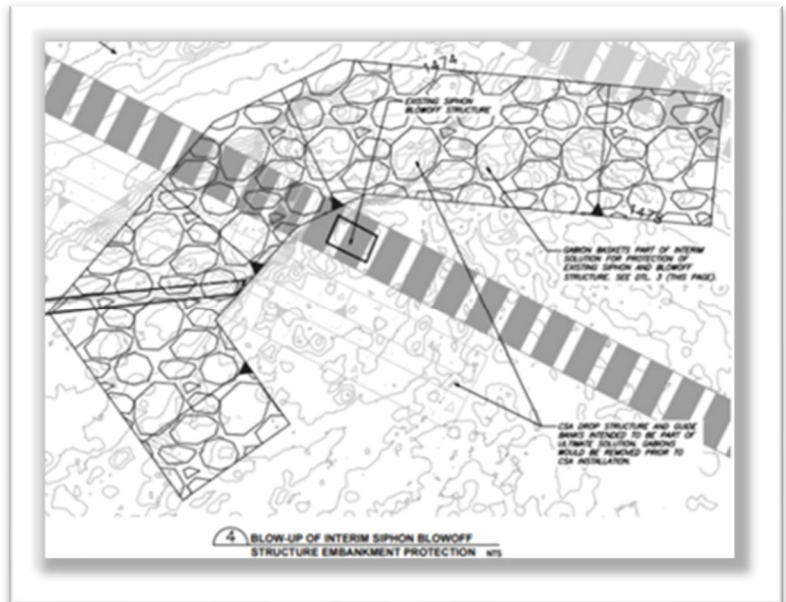 1474
EXISTING SIPHON
BLOWOFF STRUCTURE
1475
GABION BASKETS PART OF INTERIM
SOLUTION FOR PROTECTION OF
EXISTING SIPHON AND BLOWOFF
STRUCTURE. SEE DTL. 3 (THIS PAGE).
CSA DROP STRUCTURE AND GUIDE
BANKS INTENDED TO BE PART OF
ULTIMATE SOLUTION. GABIONS
WOULD BE REMOVED PRIOR TO
CSA INSTALLATION.
4 BLOW-UP OF INTERIM SIPHON BLOWOFF
STRUCTURE EMBANKMENT PROTECTION NTS